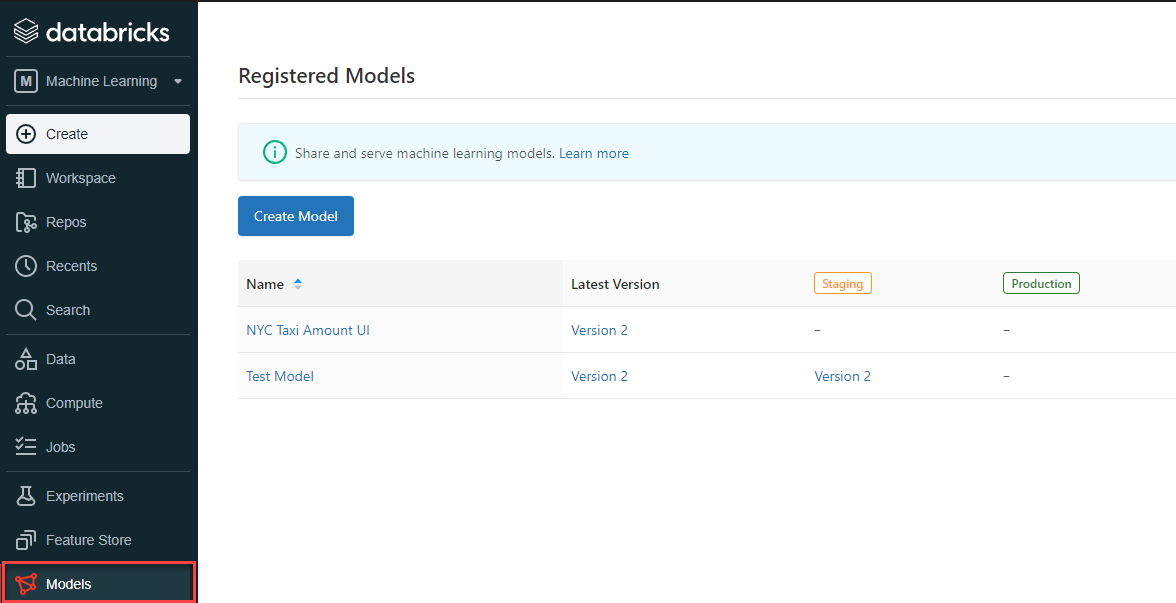 databricks
M Machine Learning
Create
Workspace
Repos
Recents
Search
Data
Compute
Jobs
Experiments
Feature Store
Models
Registered Models
Share and serve machine learning models. Learn more
Create Model
Name Latest Version Staging Production
NYC Taxi Amount UI Version 2 – –
Test Model Version 2 Version 2 –